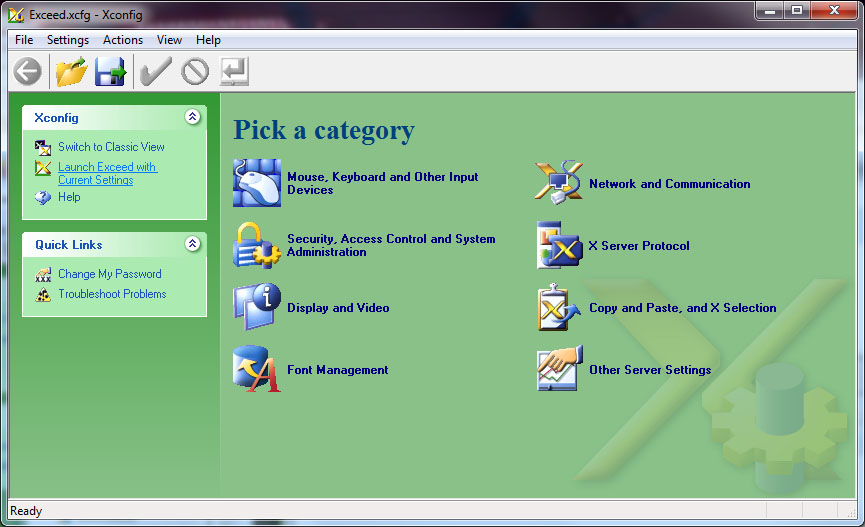 Exceed.xcfg - Xconfig
File Settings Actions View Help
Xconfig
Switch to Classic View
Launch Exceed with
Current Settings
Help
Quick Links
Change My Password
Troubleshoot Problems
Pick a category
Mouse, Keyboard and Other Input
Devices
Network and Communication
Security, Access Control and System
Administration
X Server Protocol
Display and Video
Copy and Paste, and X Selection
Font Management
Other Server Settings
Ready